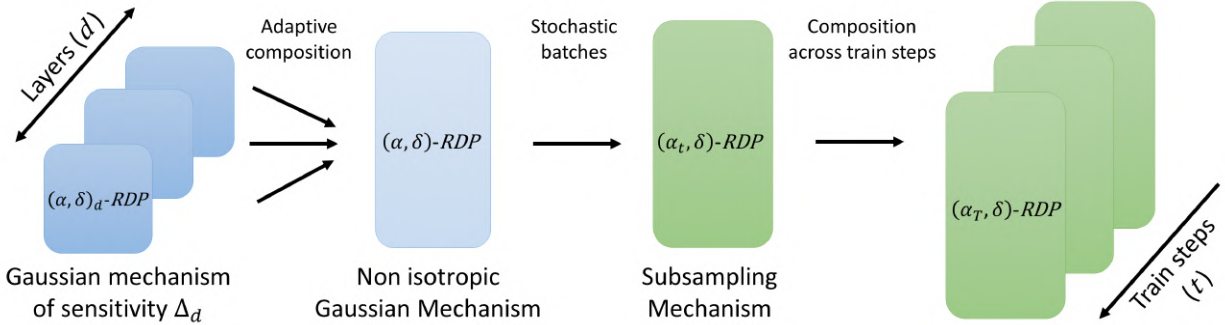 Layers (d)
(α, δ)_d-RDP
Gaussian mechanism
of sensitivity Δ_d
Adaptive
composition
(α, δ)-RDP
Non isotropic
Gaussian Mechanism
Stochastic
batches
(α_t, δ)-RDP
Subsampling
Mechanism
Composition
across train steps
(α_T, δ)-RDP
Train steps
(t)